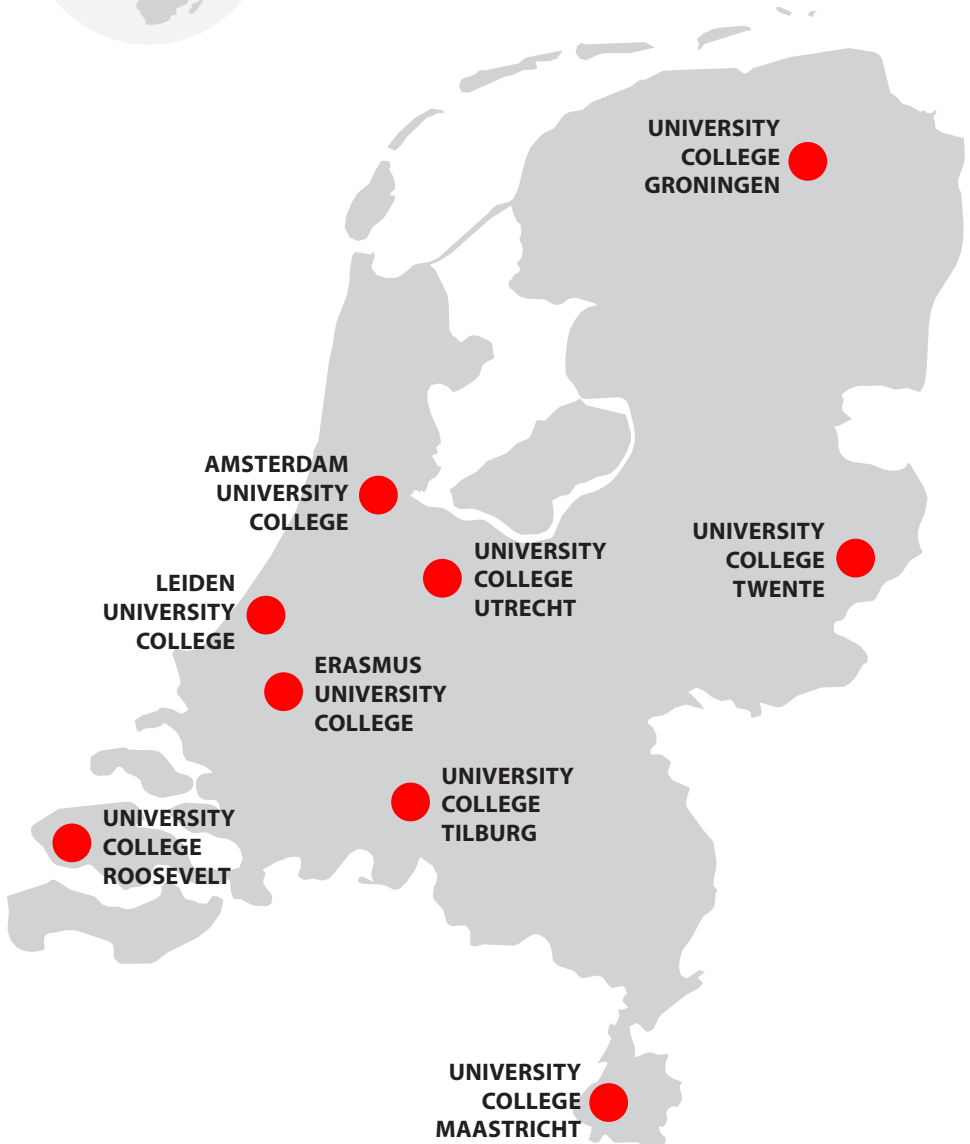 UNIVERSITY
COLLEGE
GRONINGEN
AMSTERDAM
UNIVERSITY
COLLEGE
UNIVERSITY
COLLEGE
TWENTE
UNIVERSITY
COLLEGE
UTRECHT
LEIDEN
UNIVERSITY
COLLEGE
ERASMUS
UNIVERSITY
COLLEGE
UNIVERSITY
COLLEGE
TILBURG
UNIVERSITY
COLLEGE
ROOSEVELT
UNIVERSITY
COLLEGE
MAASTRICHT